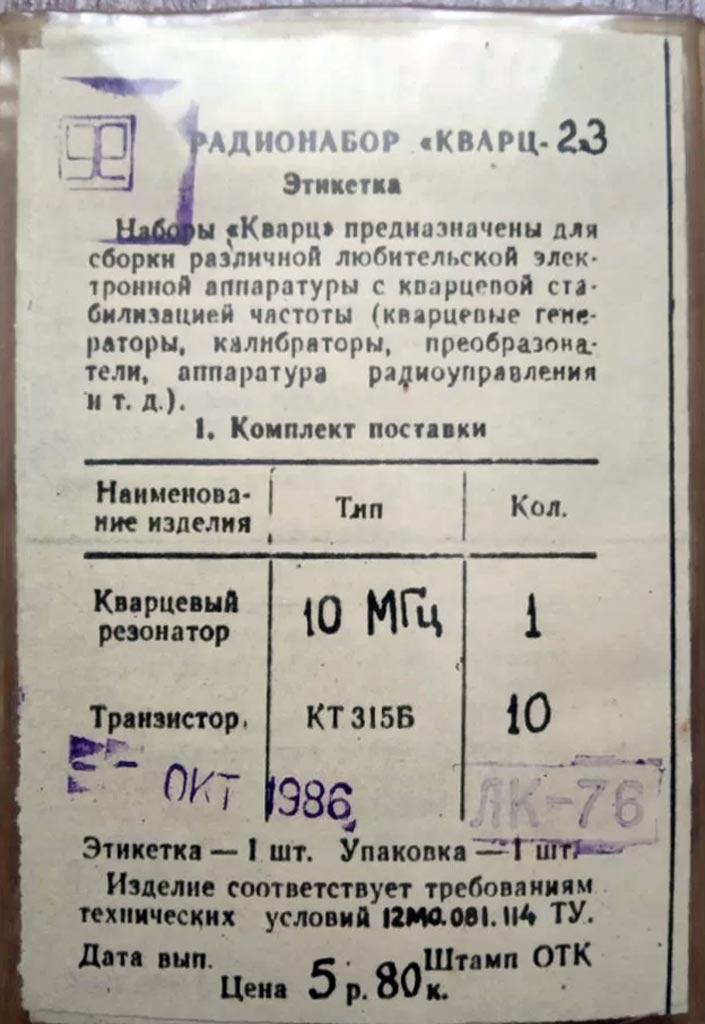 РАДИОНАБОР «КВАРЦ-23
Этикетка
Наборы «Кварц» предназначены для
сборки различной любительской элек-
тронной аппаратуры с кварцевой ста-
билизацией частоты (кварцевые гене-
раторы, калибраторы, преобразова-
тели, аппаратура радиоуправления
и т. д.).
1. Комплект поставки
Наименова-
ние изделия Тип Кол.
Кварцевый
резонатор 10 МГц 1
Транзистор. КТ315Б 10
ОКТ 1986 ЛК-76
Этикетка — 1 шт. Упаковка — 1 шт.
Изделие соответствует требованиям
технических условий 12М0.081.114 ТУ.
Дата вып. Штамп ОТК
Цена 5 р. 80 к.